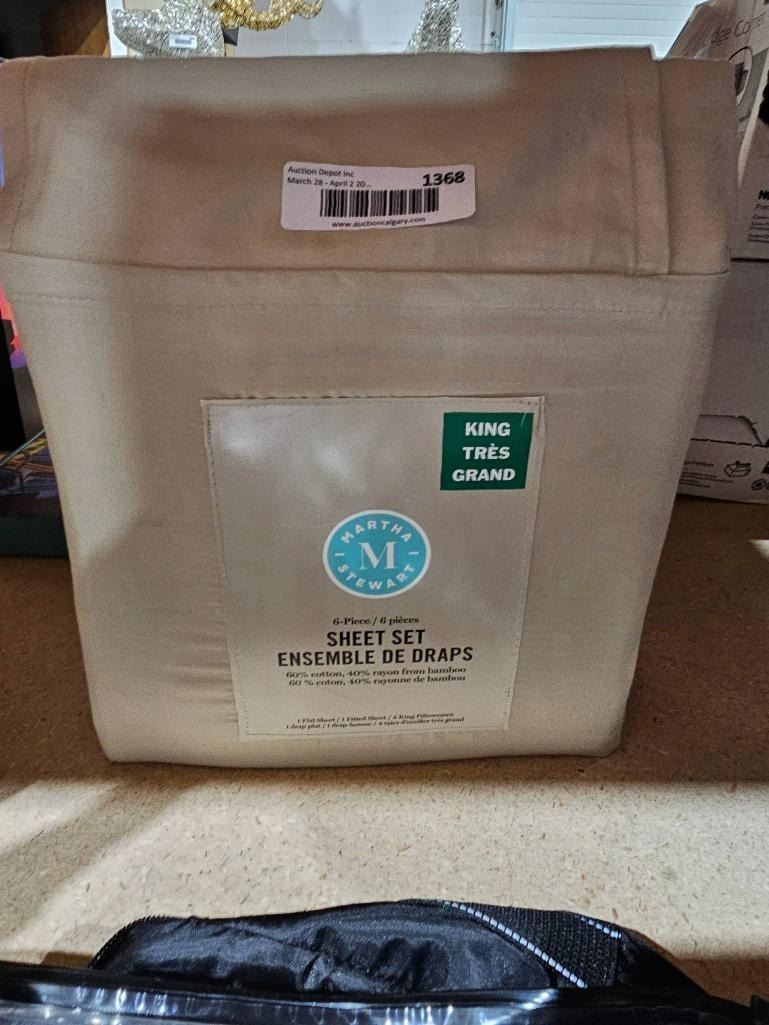 Auction Depot Inc
March 28 - April 2 20...
1368
www.auctioncalgary.com
KING
TRÈS
GRAND
MARTHA
M
STEWART
6-Piece / 6 pièces
SHEET SET
ENSEMBLE DE DRAPS
60% cotton, 40% rayon from bamboo
60 % coton, 40% rayonne de bambou
1 Flat Sheet / 1 Fitted Sheet / 4 King Pillowcases
1 drap plat / 1 drap-housse / 4 taies d'oreiller très grand